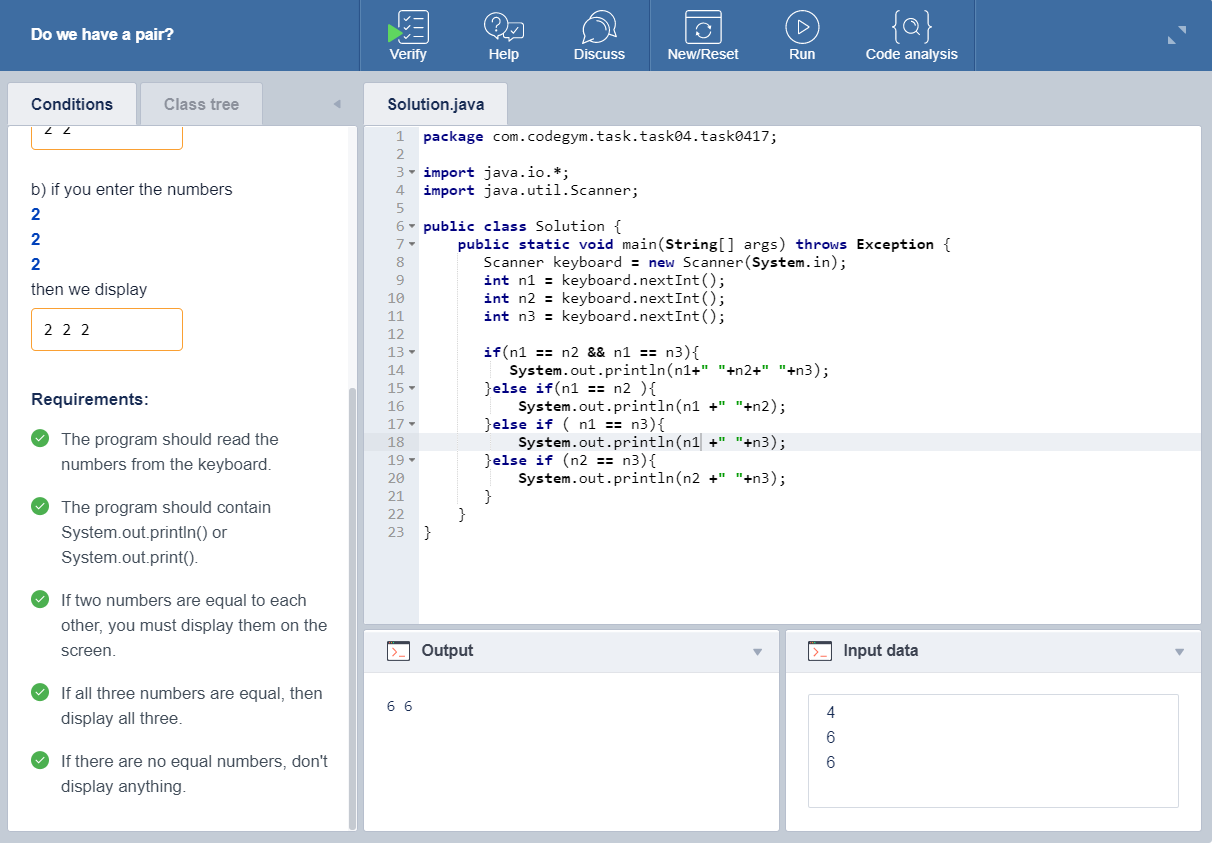 Do we have a pair?
Verify
Help
Discuss
New/Reset
Run
Code analysis
Conditions
Class tree
2 2
b) if you enter the numbers
2
2
2
then we display
2 2 2
Requirements:
The program should read the
numbers from the keyboard.
The program should contain
System.out.println() or
System.out.print().
If two numbers are equal to each
other, you must display them on the
screen.
If all three numbers are equal, then
display all three.
If there are no equal numbers, don't
display anything.
Solution.java
1 package com.codegym.task.task04.task0417;
2
3 import java.io.*;
4 import java.util.Scanner;
5
6 public class Solution {
7     public static void main(String[] args) throws Exception {
8        Scanner keyboard = new Scanner(System.in);
9        int n1 = keyboard.nextInt();
10        int n2 = keyboard.nextInt();
11        int n3 = keyboard.nextInt();
12
13        if(n1 == n2 && n1 == n3){
14           System.out.println(n1+" "+n2+" "+n3);
15        }else if(n1 == n2 ){
16            System.out.println(n1 +" "+n2);
17        }else if ( n1 == n3){
18            System.out.println(n1 +" "+n3);
19        }else if (n2 == n3){
20            System.out.println(n2 +" "+n3);
21        }
22     }
23 }
Output
6 6
Input data
4
6
6